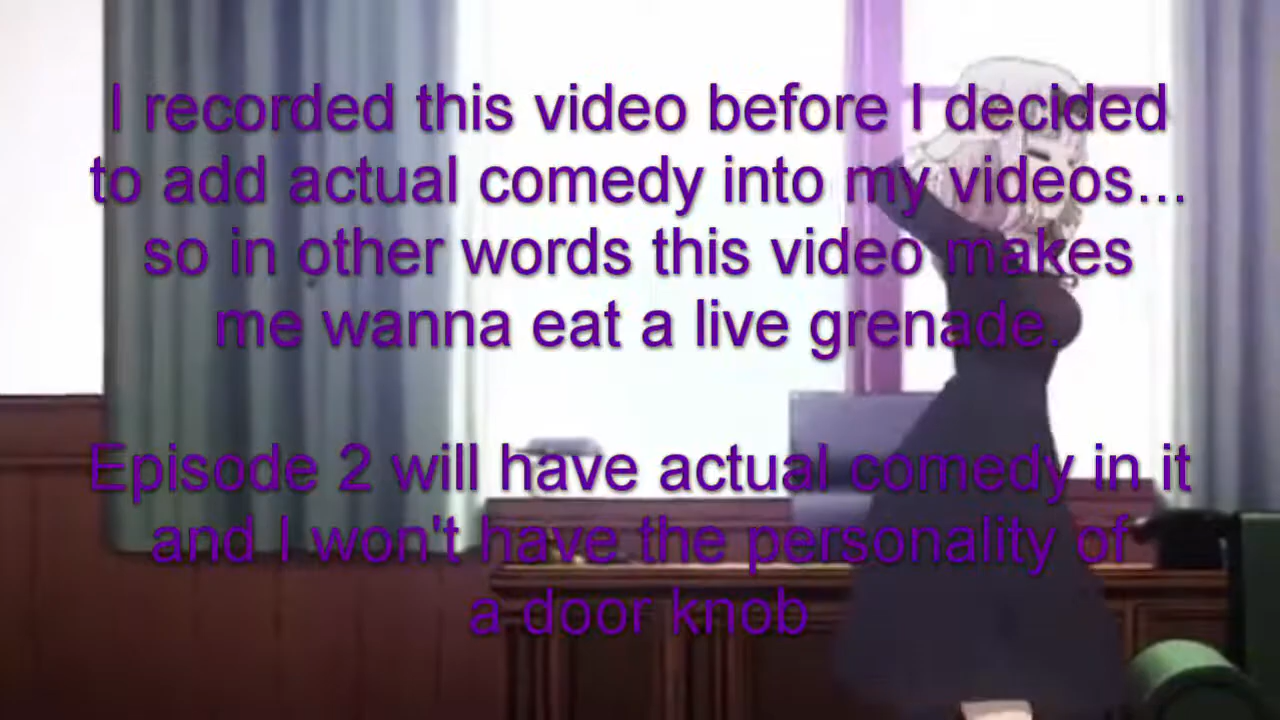 I recorded this video before I decided
to add actual comedy into my videos...
so in other words this video makes
me wanna eat a live grenade.
Episode 2 will have actual comedy in it
and I won't have the personality of
a door knob